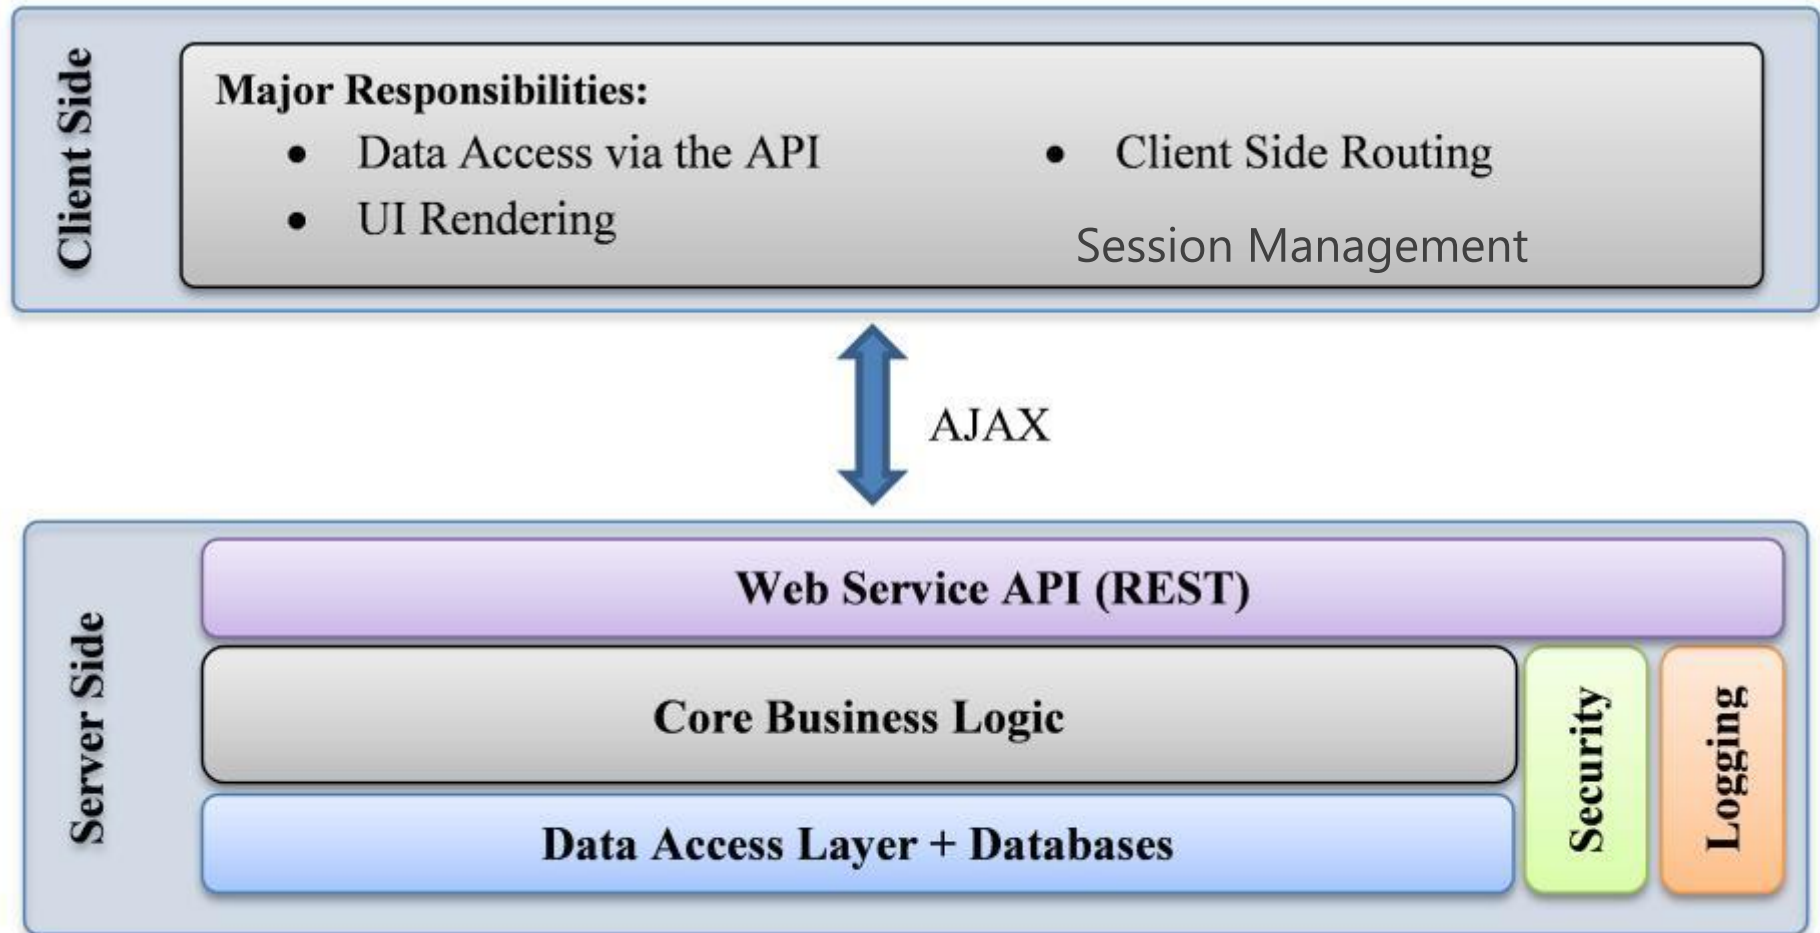 Client Side
Major Responsibilities:
• Data Access via the API
• UI Rendering
• Client Side Routing
Session Management
AJAX
Server Side
Web Service API (REST)
Core Business Logic
Data Access Layer + Databases
Security
Logging